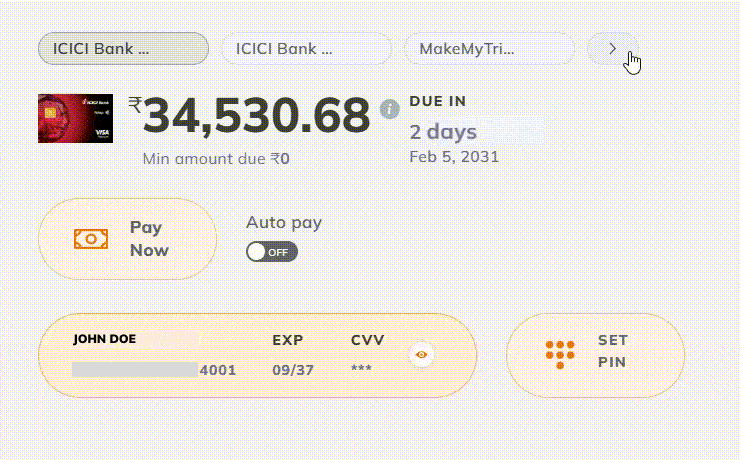 ICICI Bank ...
ICICI Bank ...
MakeMyTri...
ICICI Bank
VISA
₹34,530.68
Min amount due ₹0
DUE IN
2 days
Feb 5, 2031
Pay
Now
Auto pay
OFF
JOHN DOE
4001
EXP
09/37
CVV
***
SET
PIN